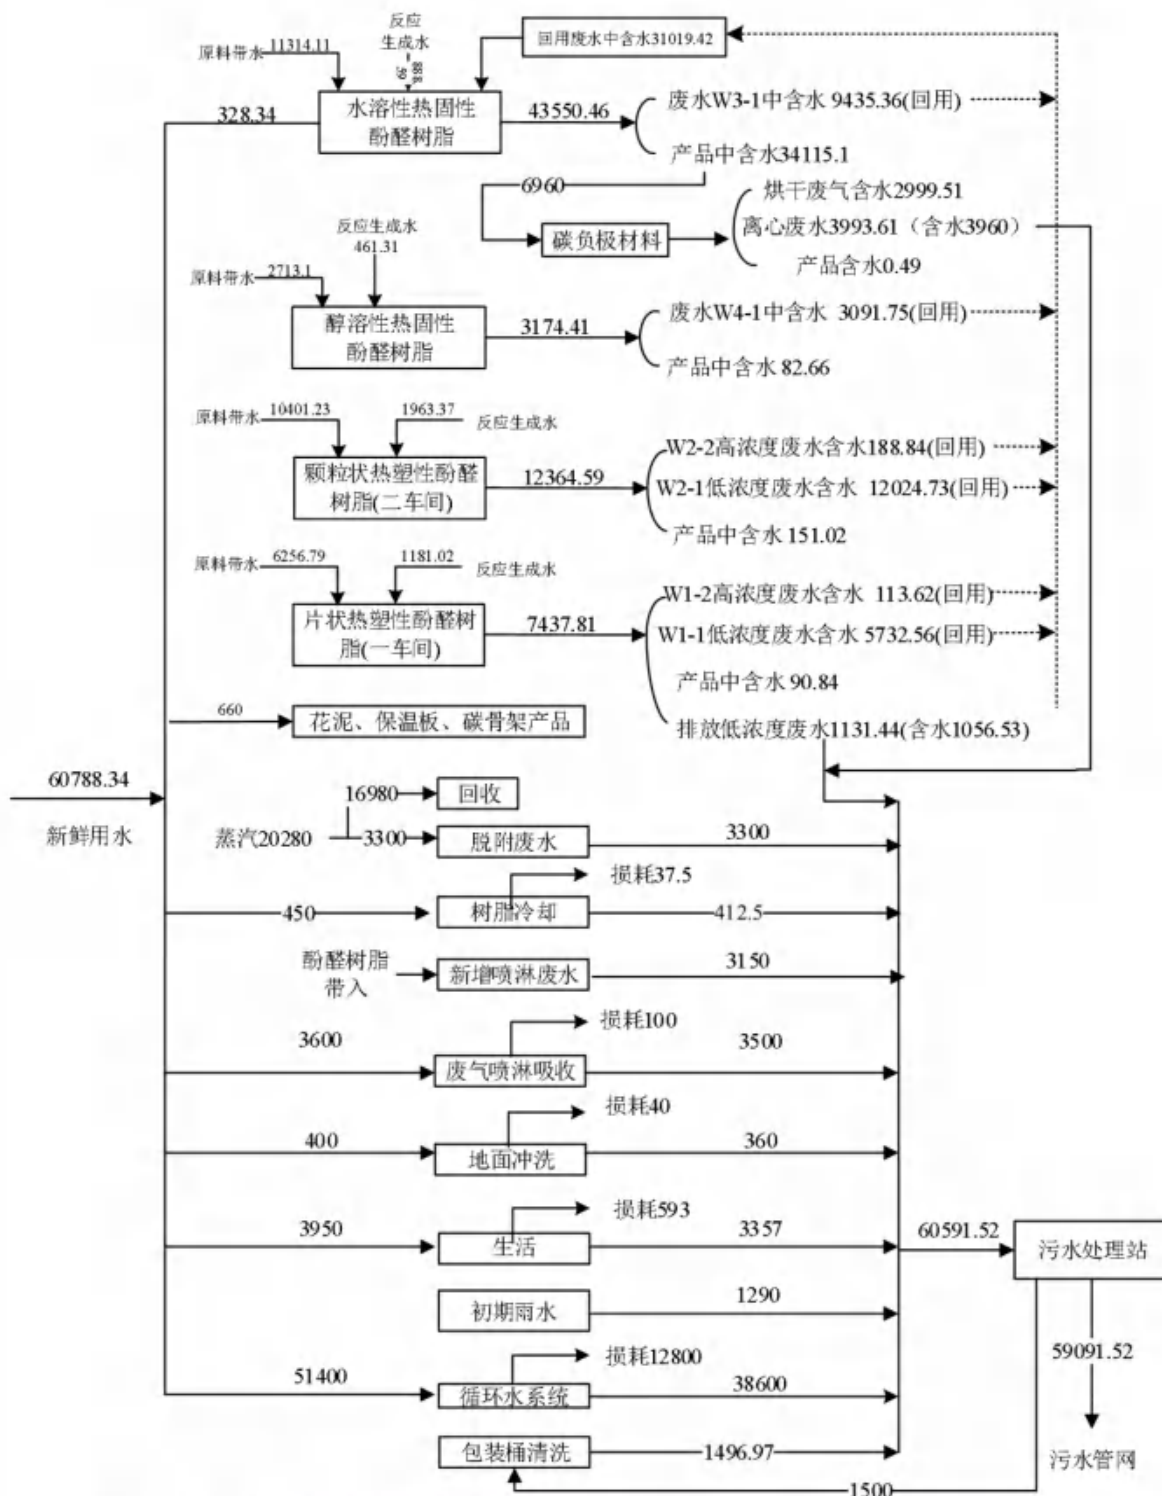 反应
生成水
888.
59
原料带水
11314.11
回用废水中含水31019.42
328.34
水溶性热固性
酚醛树脂
43550.46
废水W3-1中含水 9435.36(回用)
产品中含水34115.1
6960
碳负极材料
烘干废气含水2999.51
离心废水3993.61（含水3960）
产品含水0.49
反应生成水
461.31
原料带水
2713.1
醇溶性热固性
酚醛树脂
3174.41
废水W4-1中含水 3091.75(回用)
产品中含水 82.66
原料带水
10401.23
1963.37
反应生成水
颗粒状热塑性酚醛
树脂(二车间)
12364.59
W2-2高浓度废水含水188.84(回用)
W2-1低浓度废水含水 12024.73(回用)
产品中含水 151.02
原料带水
6256.79
1181.02
反应生成水
片状热塑性酚醛树
脂(一车间)
7437.81
W1-2高浓度废水含水 113.62(回用)
W1-1低浓度废水含水 5732.56(回用)
产品中含水 90.84
排放低浓度废水1131.44(含水1056.53)
660
花泥、保温板、碳骨架产品
60788.34
新鲜用水
16980
回收
蒸汽20280
3300
脱附废水
3300
损耗37.5
450
树脂冷却
412.5
酚醛树脂
带入
新增喷淋废水
3150
损耗100
3600
废气喷淋吸收
3500
损耗40
400
地面冲洗
360
损耗593
3950
生活
3357
60591.52
污水处理站
初期雨水
1290
损耗12800
51400
循环水系统
38600
59091.52
包装桶清洗
1496.97
污水管网
1500